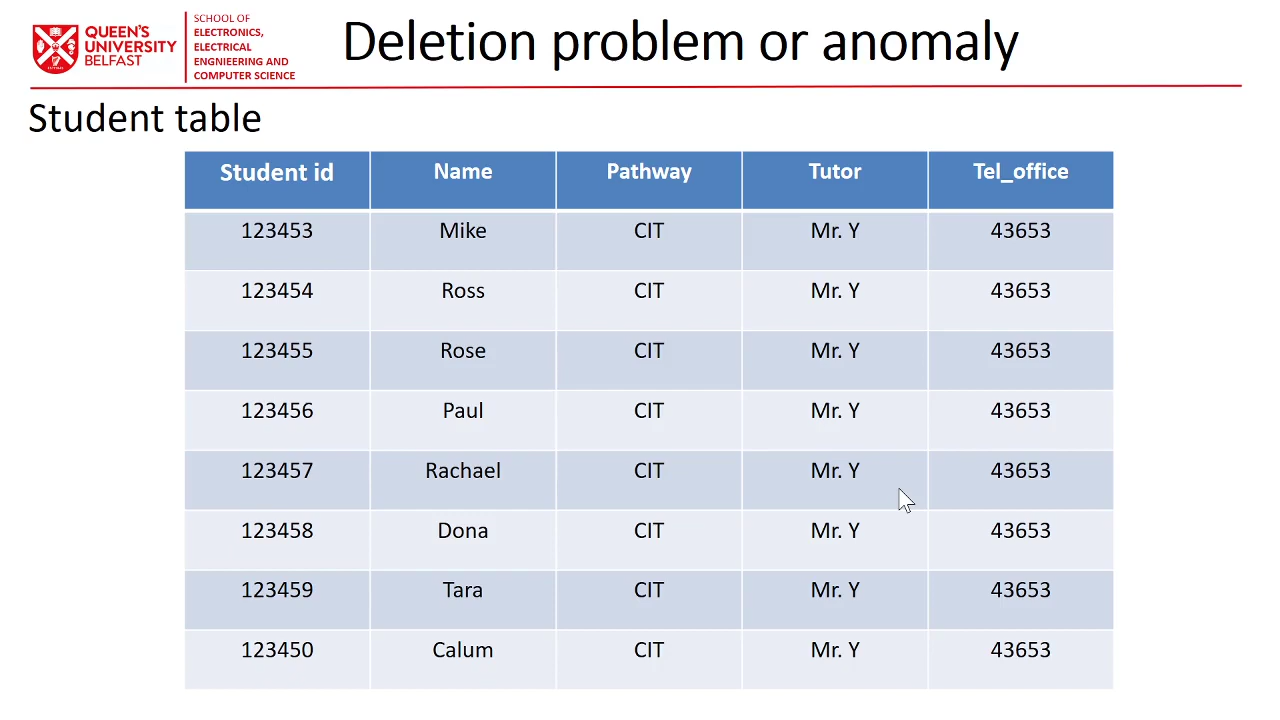 QUEEN'S
UNIVERSITY
BELFAST
SCHOOL OF
ELECTRONICS,
ELECTRICAL
ENGNIEERING AND
COMPUTER SCIENCE
Deletion problem or anomaly
Student table
Student id Name Pathway Tutor Tel_office
123453 Mike CIT Mr. Y 43653
123454 Ross CIT Mr. Y 43653
123455 Rose CIT Mr. Y 43653
123456 Paul CIT Mr. Y 43653
123457 Rachael CIT Mr. Y 43653
123458 Dona CIT Mr. Y 43653
123459 Tara CIT Mr. Y 43653
123450 Calum CIT Mr. Y 43653